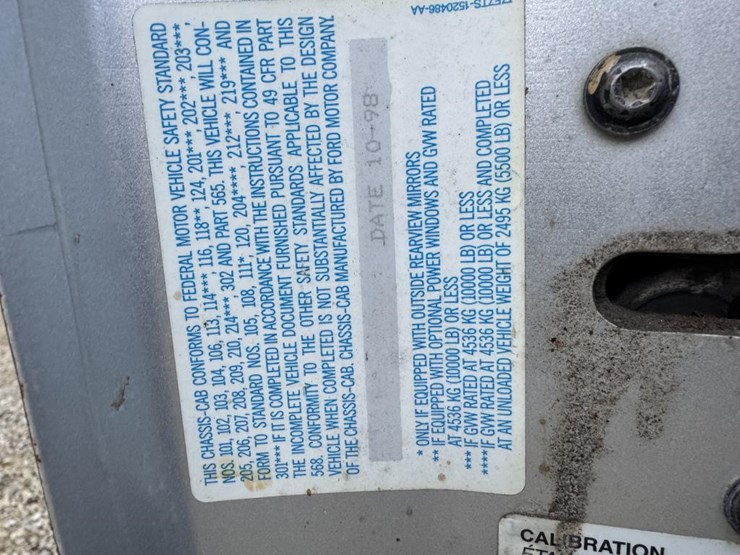 THIS CHASSIS-CAB CONFORMS TO FEDERAL MOTOR VEHICLE SAFETY STANDARD
NOS. 101, 102, 103, 104, 106, 113, 114***, 116, 118**, 124, 201***, 202***, 203***,
205, 206, 207, 208, 209, 210, 214*** 302 AND PART 565. THIS VEHICLE WILL CON-
FORM TO STANDARD NOS. 105, 108, 111* 120, 204****, 212***, 219*** AND
301*** IF IT IS COMPLETED IN ACCORDANCE WITH THE INSTRUCTIONS CONTAINED IN
THE INCOMPLETE VEHICLE DOCUMENT FURNISHED PURSUANT TO 49 CFR PART
568. CONFORMITY TO THE OTHER SAFETY STANDARDS APPLICABLE TO THIS
VEHICLE WHEN COMPLETED IS NOT SUBSTANTIALLY AFFECTED BY THE DESIGN
OF THE CHASSIS-CAB. CHASSIS-CAB MANUFACTURED BY FORD MOTOR COMPANY.
DATE 10-98
* ONLY IF EQUIPPED WITH OUTSIDE REARVIEW MIRRORS
** IF EQUIPPED WITH OPTIONAL POWER WINDOWS AND GVW RATED
AT 4536 KG (10000 LB) OR LESS
*** IF GVW RATED AT 4536 KG (10000 LB) OR LESS
****IF GVW RATED AT 4536 KG (10000 LB) OR LESS AND COMPLETED
AT AN UNLOADED VEHICLE WEIGHT OF 2495 KG (5500 LB) OR LESS
CALIBRATION